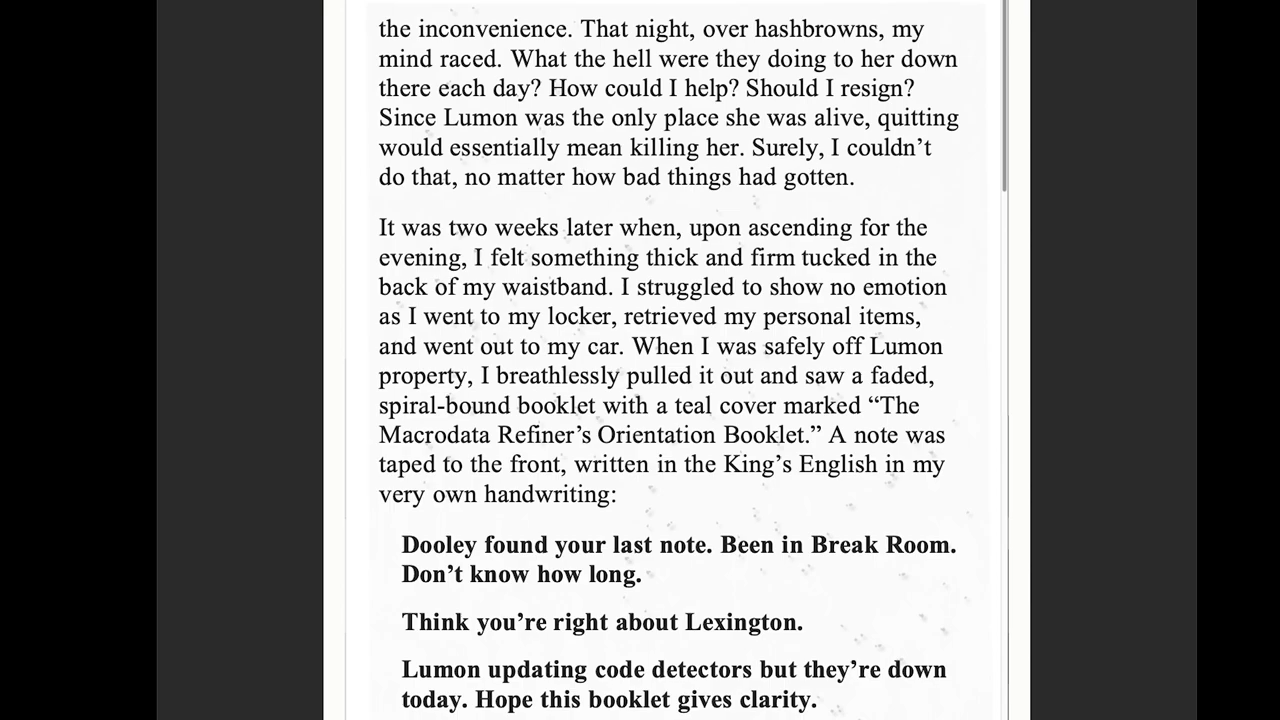 the inconvenience. That night, over hashbrowns, my
mind raced. What the hell were they doing to her down
there each day? How could I help? Should I resign?
Since Lumon was the only place she was alive, quitting
would essentially mean killing her. Surely, I couldn’t
do that, no matter how bad things had gotten.
It was two weeks later when, upon ascending for the
evening, I felt something thick and firm tucked in the
back of my waistband. I struggled to show no emotion
as I went to my locker, retrieved my personal items,
and went out to my car. When I was safely off Lumon
property, I breathlessly pulled it out and saw a faded,
spiral-bound booklet with a teal cover marked “The
Macrodata Refiner’s Orientation Booklet.” A note was
taped to the front, written in the King’s English in my
very own handwriting:
Dooley found your last note. Been in Break Room.
Don’t know how long.
Think you’re right about Lexington.
Lumon updating code detectors but they’re down
today. Hope this booklet gives clarity.